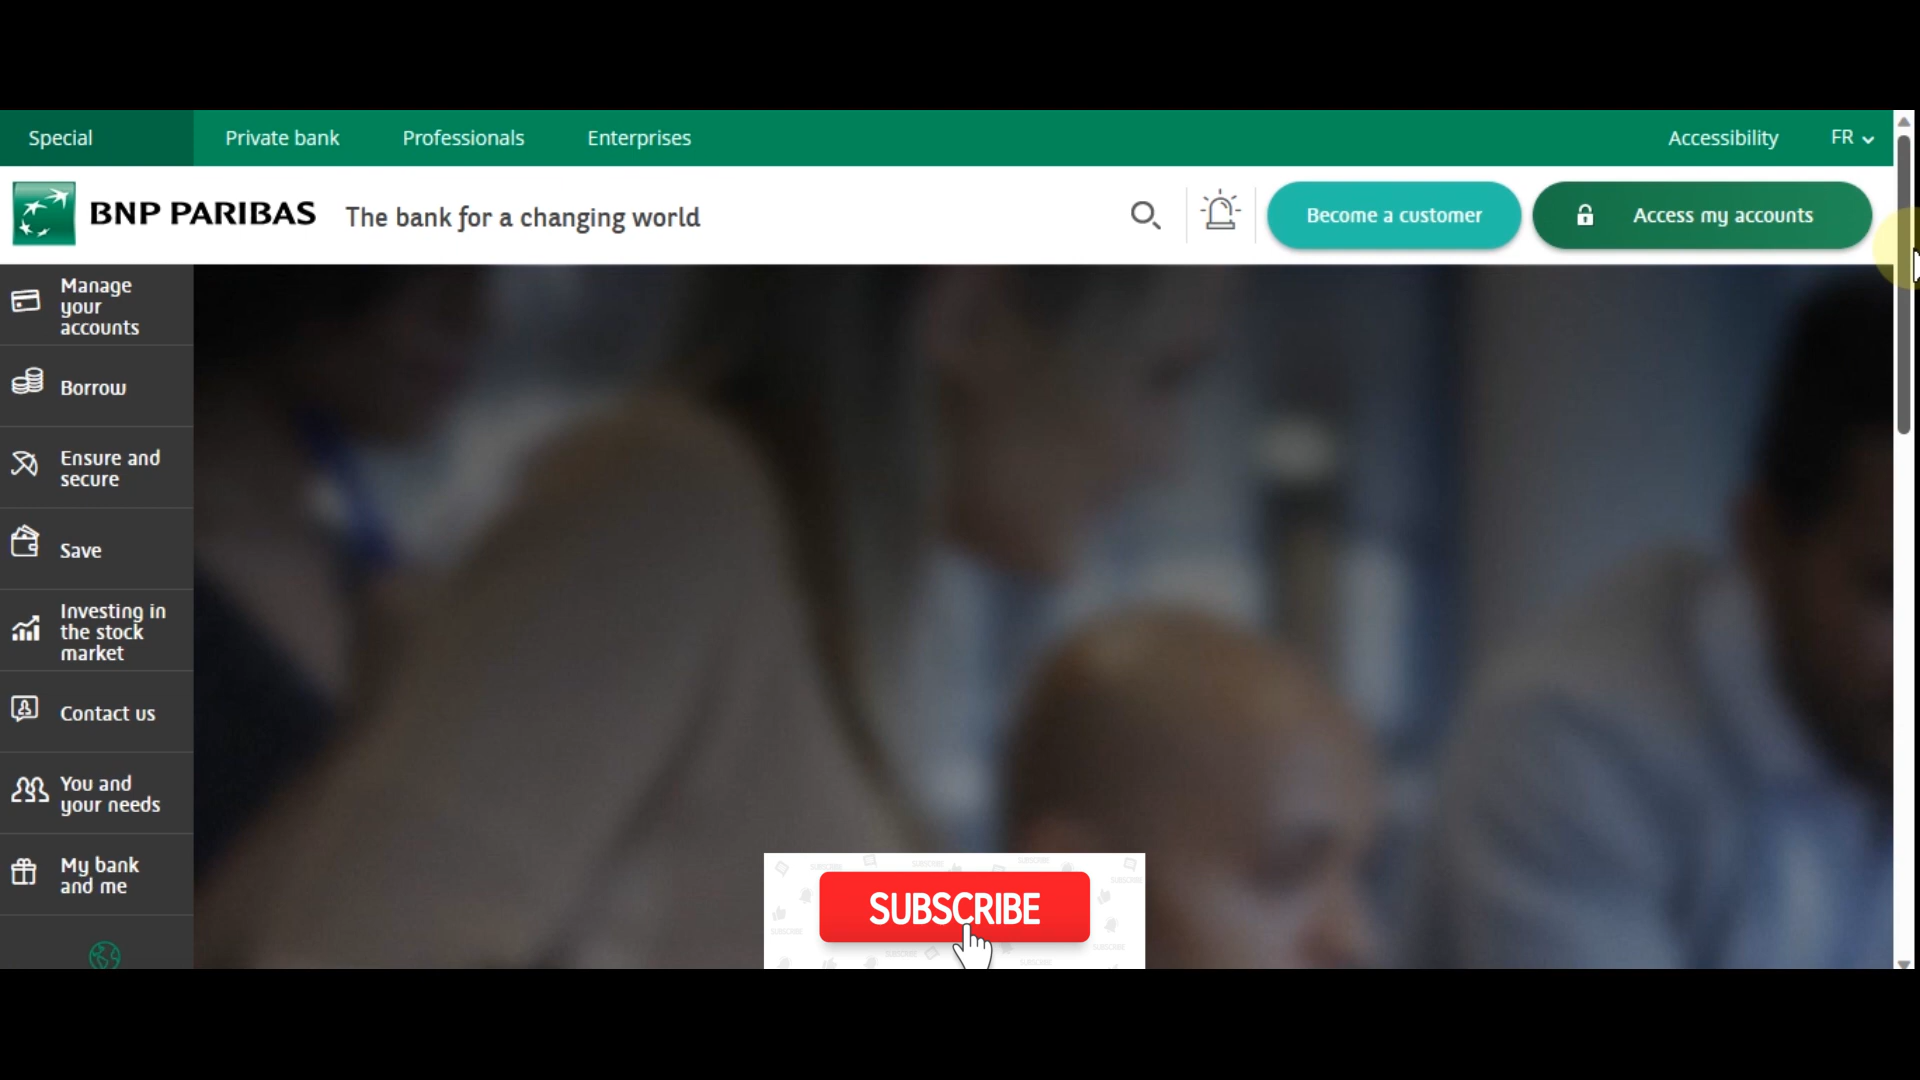 Special Private bank Professionals Enterprises Accessibility FR
BNP PARIBAS The bank for a changing world Become a customer Access my accounts
Manage
your
accounts
Borrow
Ensure and
secure
Save
Investing in
the stock
market
Contact us
You and
your needs
My bank
and me
SUBSCRIBE